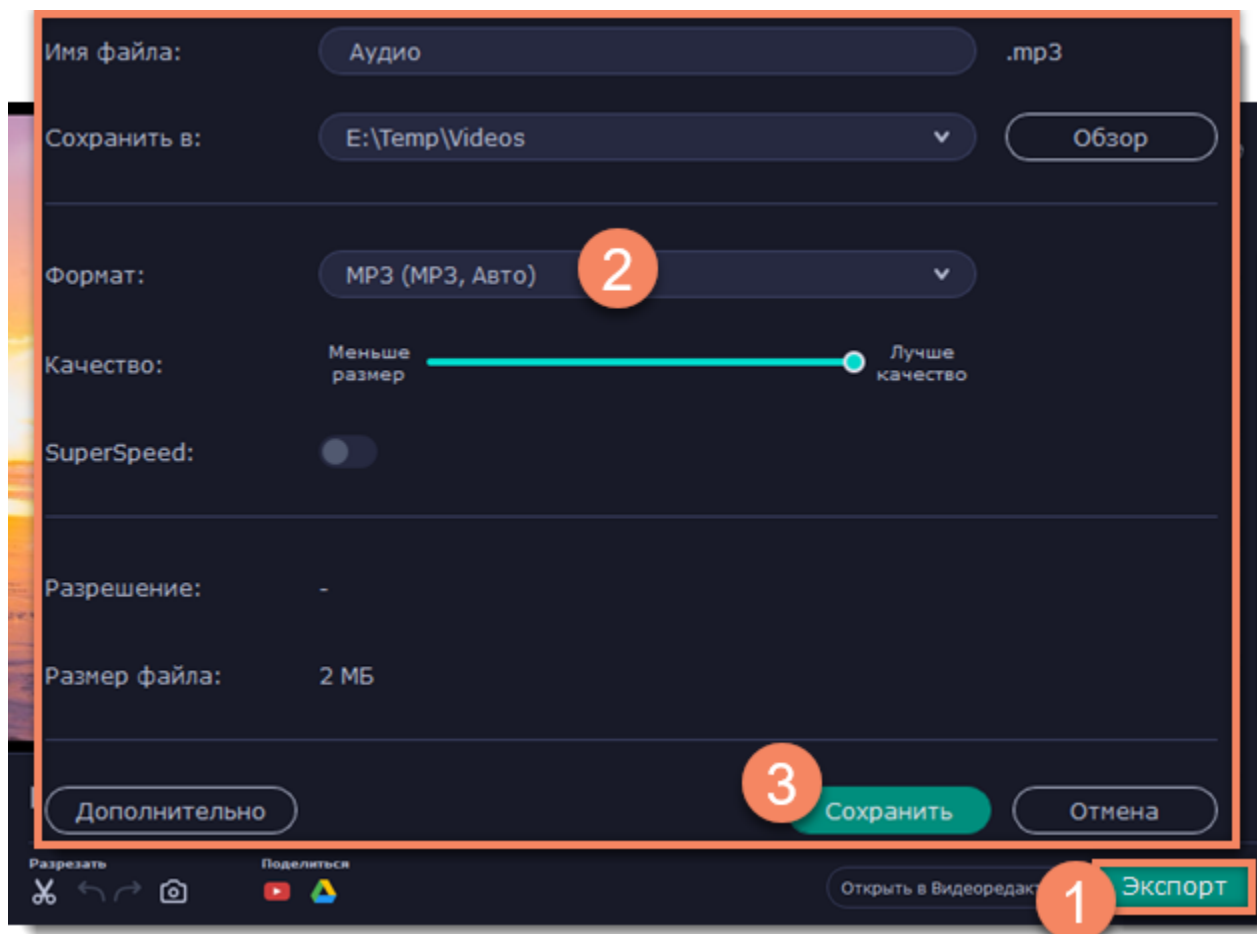 Имя файла: Аудио .mp3
Сохранить в: E:\Temp\Videos Обзор
Формат: MP3 (MP3, Авто) 2
Качество: Меньше размер Лучше качество
SuperSpeed:
Разрешение: -
Размер файла: 2 МБ
3
Дополнительно Сохранить Отмена
Разрезать Поделиться
Открыть в 1 Экспорт